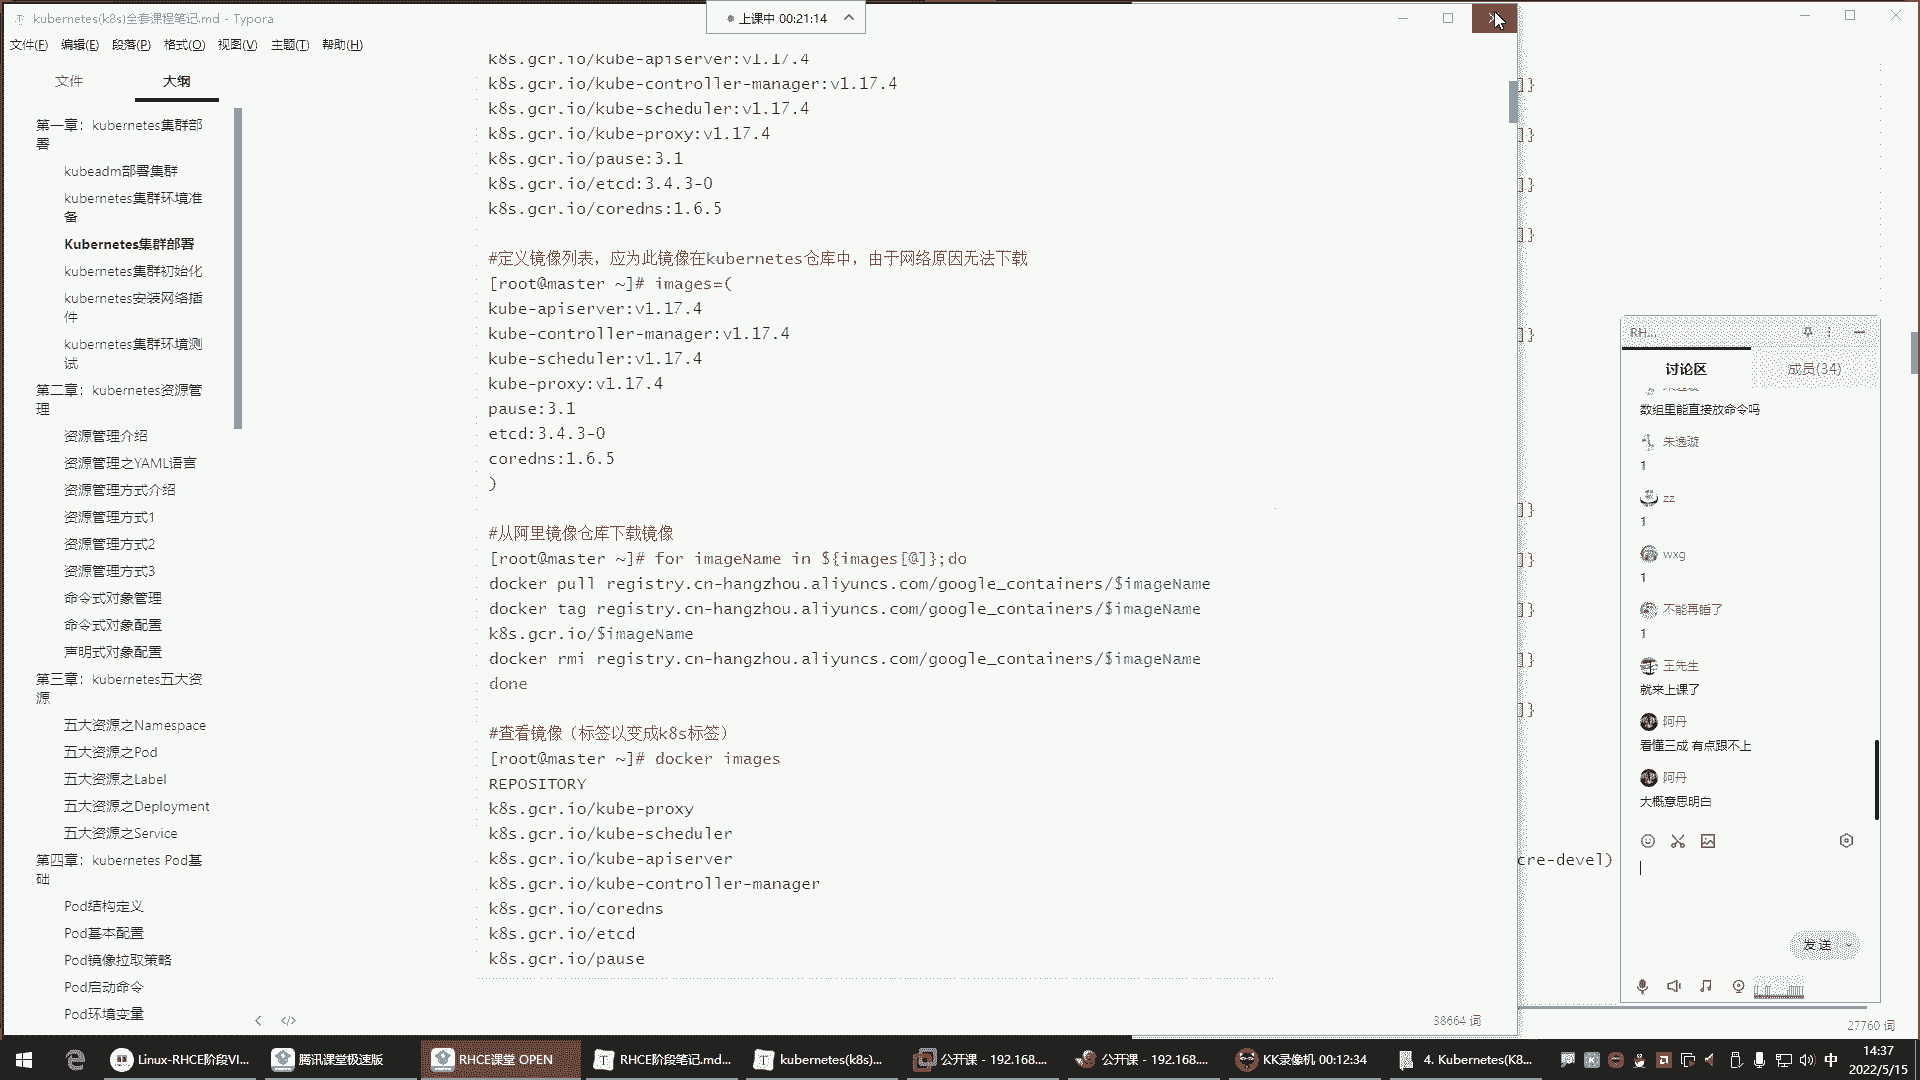 kubernetes(k8s)全套课程笔记.md - Typora
上课中 00:21:14
文件(F) 编辑(E) 段落(P) 格式(O) 视图(V) 主题(T) 帮助(H)
文件
大纲
第一章：kubernetes集群部
署
kubeadm部署集群
kubernetes集群环境准
备
Kubernetes集群部署
kubernetes集群初始化
kubernetes安装网络插
件
kubernetes集群环境测
试
第二章：kubernetes资源管
理
资源管理介绍
资源管理之YAML语言
资源管理方式介绍
资源管理方式1
资源管理方式2
资源管理方式3
命令式对象管理
命令式对象配置
声明式对象配置
第三章：kubernetes五大资
源
五大资源之Namespace
五大资源之Pod
五大资源之Label
五大资源之Deployment
五大资源之Service
第四章：kubernetes Pod基
础
Pod结构定义
Pod基本配置
Pod镜像拉取策略
Pod启动命令
Pod环境变量
k8s.gcr.io/kube-apiserver:v1.17.4
k8s.gcr.io/kube-controller-manager:v1.17.4
k8s.gcr.io/kube-scheduler:v1.17.4
k8s.gcr.io/kube-proxy:v1.17.4
k8s.gcr.io/pause:3.1
k8s.gcr.io/etcd:3.4.3-0
k8s.gcr.io/coredns:1.6.5
#定义镜像列表，应为此镜像在kubernetes仓库中，由于网络原因无法下载
[root@master ~]# images=(
kube-apiserver:v1.17.4
kube-controller-manager:v1.17.4
kube-scheduler:v1.17.4
kube-proxy:v1.17.4
pause:3.1
etcd:3.4.3-0
coredns:1.6.5
)
#从阿里镜像仓库下载镜像
[root@master ~]# for imageName in ${images[@]};do
docker pull registry.cn-hangzhou.aliyuncs.com/google_containers/$imageName
docker tag registry.cn-hangzhou.aliyuncs.com/google_containers/$imageName
k8s.gcr.io/$imageName
docker rmi registry.cn-hangzhou.aliyuncs.com/google_containers/$imageName
done
#查看镜像（标签以变成k8s标签）
[root@master ~]# docker images
REPOSITORY
k8s.gcr.io/kube-proxy
k8s.gcr.io/kube-scheduler
k8s.gcr.io/kube-apiserver
k8s.gcr.io/kube-controller-manager
k8s.gcr.io/coredns
k8s.gcr.io/etcd
k8s.gcr.io/pause
38664 词
]}
]}
]}
]}
]}
]}
]}
]}
]}
]}
cre-devel)
RH...
讨论区
成员(34)
数组里能直接放命令吗
朱逸璇
1
zz
1
wxg
1
不能再睡了
1
王先生
就来上课了
阿丹
看懂三成 有点跟不上
阿丹
大概意思明白
发送
27760 词
Linux-RHCE阶段VI...
腾讯课堂极速版
RHCE课堂 OPEN
RHCE阶段笔记.md...
kubernetes(k8s)...
公开课 - 192.168....
公开课 - 192.168....
KK录像机 00:12:34
4. Kubernetes(K8...
中
14:37
2022/5/15